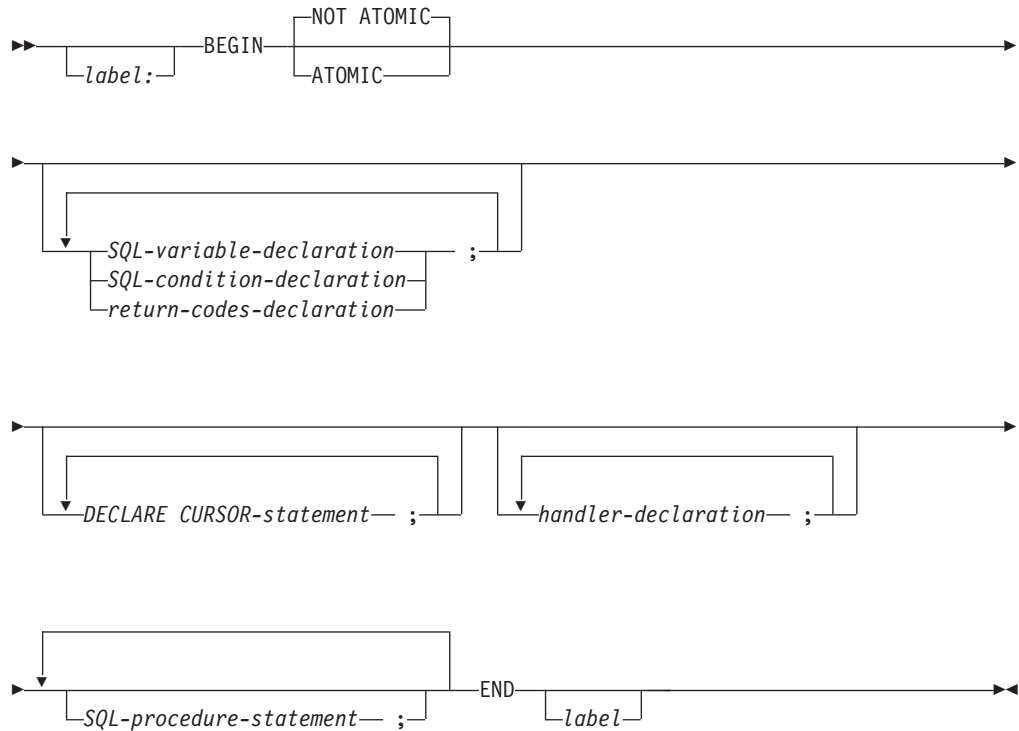 NOT ATOMIC
BEGIN
label:
ATOMIC
SQL-variable-declaration ;
SQL-condition-declaration
return-codes-declaration
DECLARE CURSOR-statement ;
handler-declaration ;
END
SQL-procedure-statement ;
label